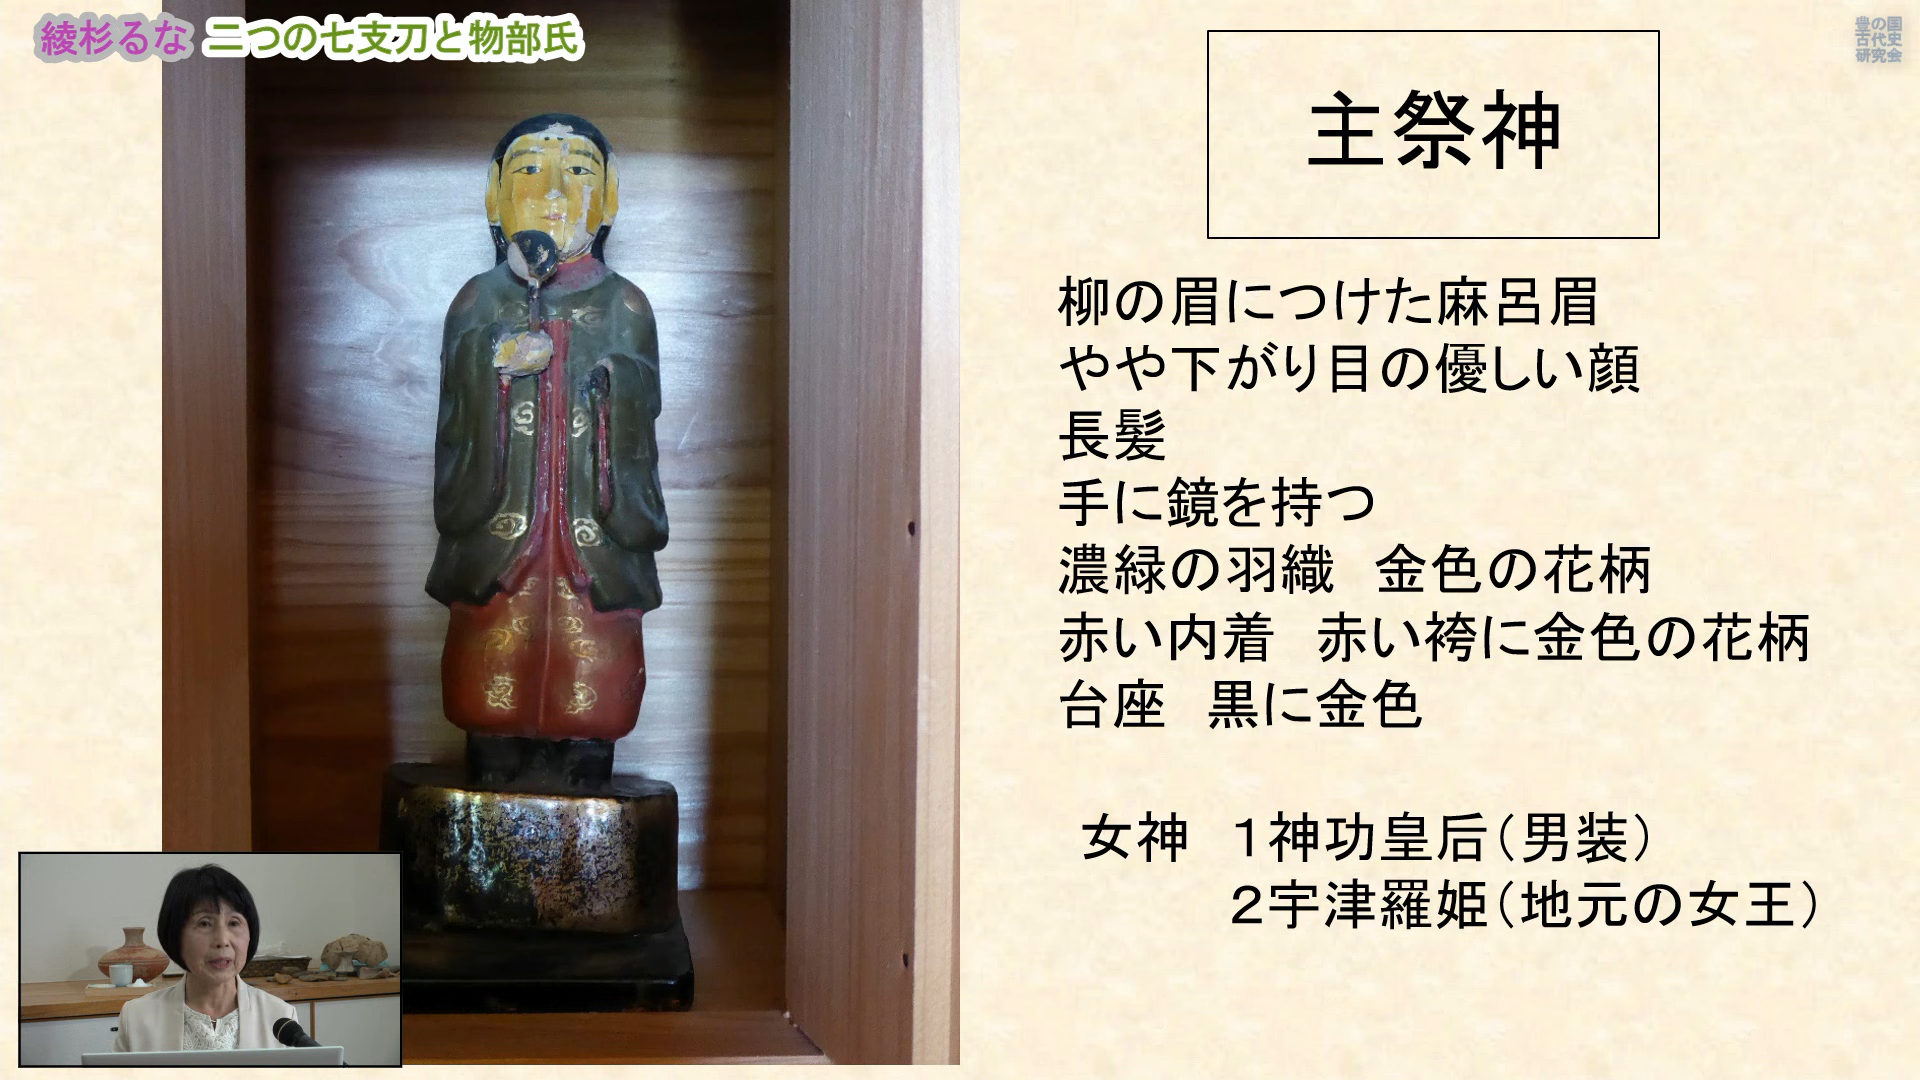 綾杉るな 二つの七支刀と物部氏
豊の国
古代史
研究会
主祭神
柳の眉につけた麻呂眉
やや下がり目の優しい顔
長髪
手に鏡を持つ
濃緑の羽織　金色の花柄
赤い内着　赤い袴に金色の花柄
台座　黒に金色
女神　１神功皇后（男装）
２宇津羅姫（地元の女王）